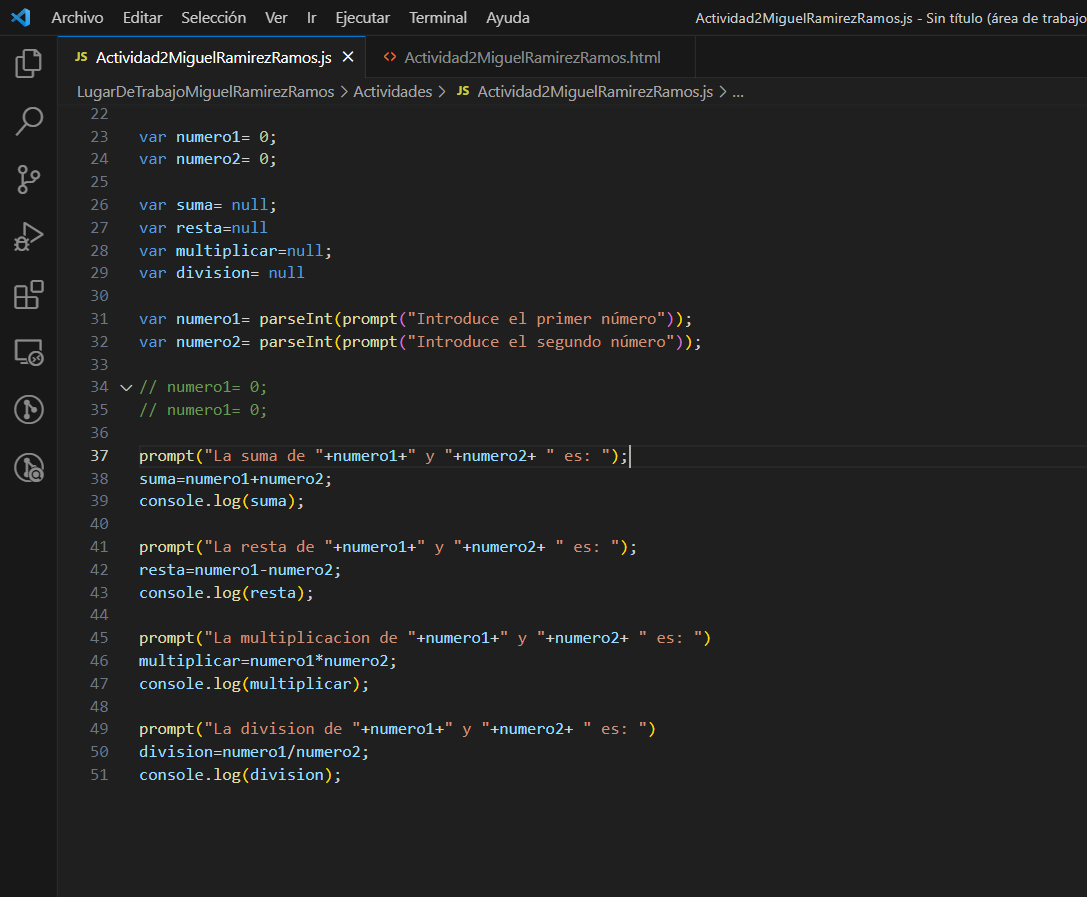 Archivo Editar Selección Ver Ir Ejecutar Terminal Ayuda Actividad2MiguelRamirezRamos.js - Sin título (área de trabajo
JS Actividad2MiguelRamirezRamos.js × <> Actividad2MiguelRamirezRamos.html
LugarDeTrabajoMiguelRamirezRamos > Actividades > JS Actividad2MiguelRamirezRamos.js > ...
22
23 var numero1= 0;
24 var numero2= 0;
25
26 var suma= null;
27 var resta=null
28 var multiplicar=null;
29 var division= null
30
31 var numero1= parseInt(prompt("Introduce el primer número"));
32 var numero2= parseInt(prompt("Introduce el segundo número"));
33
34 // numero1= 0;
35 // numero1= 0;
36
37 prompt("La suma de "+numero1+" y "+numero2+ " es: ");
38 suma=numero1+numero2;
39 console.log(suma);
40
41 prompt("La resta de "+numero1+" y "+numero2+ " es: ");
42 resta=numero1-numero2;
43 console.log(resta);
44
45 prompt("La multiplicacion de "+numero1+" y "+numero2+ " es: ")
46 multiplicar=numero1*numero2;
47 console.log(multiplicar);
48
49 prompt("La division de "+numero1+" y "+numero2+ " es: ")
50 division=numero1/numero2;
51 console.log(division);